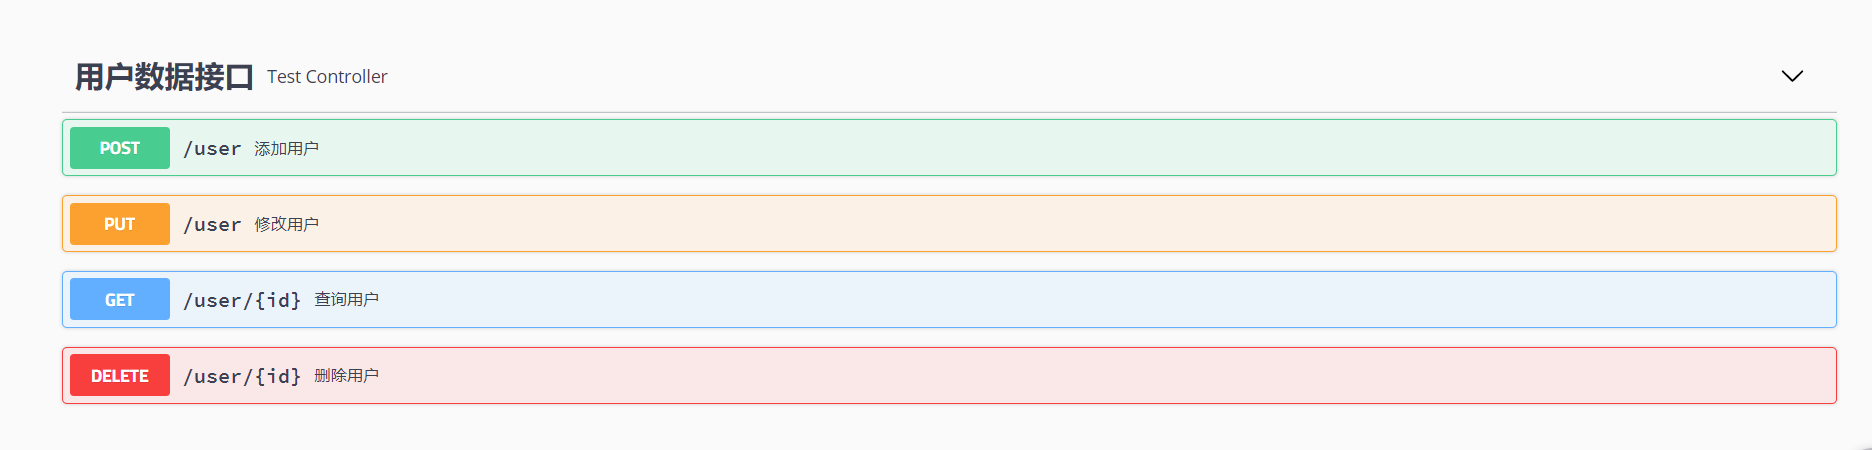 用户数据接口 Test Controller
POST /user 添加用户
PUT /user 修改用户
GET /user/{id} 查询用户
DELETE /user/{id} 删除用户